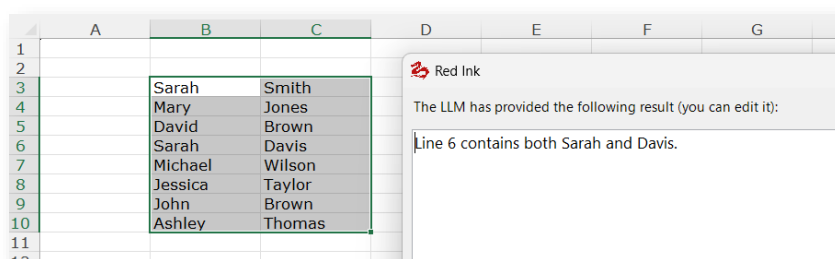 A B C D E F G
1
2
3 Sarah Smith
4 Mary Jones
5 David Brown
6 Sarah Davis
7 Michael Wilson
8 Jessica Taylor
9 John Brown
10 Ashley Thomas
11
Red Ink
The LLM has provided the following result (you can edit it):
Line 6 contains both Sarah and Davis.